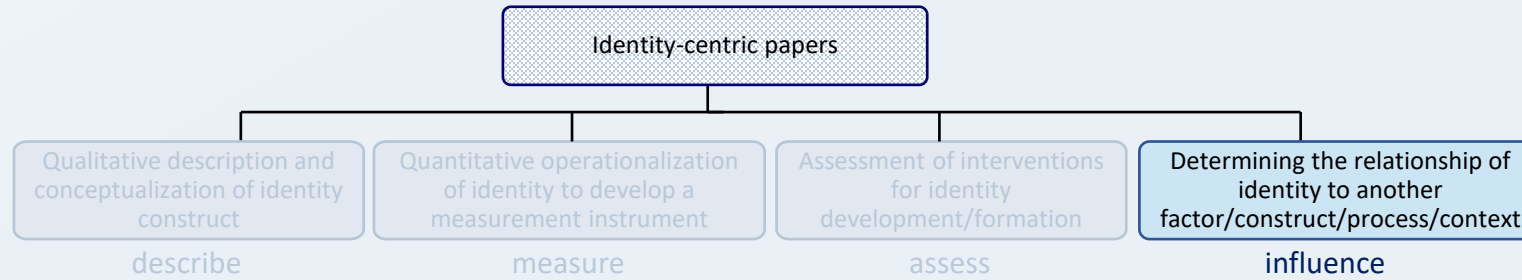 Identity-centric papers
Qualitative description and
conceptualization of identity
construct
Quantitative operationalization
of identity to develop a
measurement instrument
Assessment of interventions
for identity
development/formation
Determining the relationship of
identity to another
factor/construct/process/context
describe
measure
assess
influence